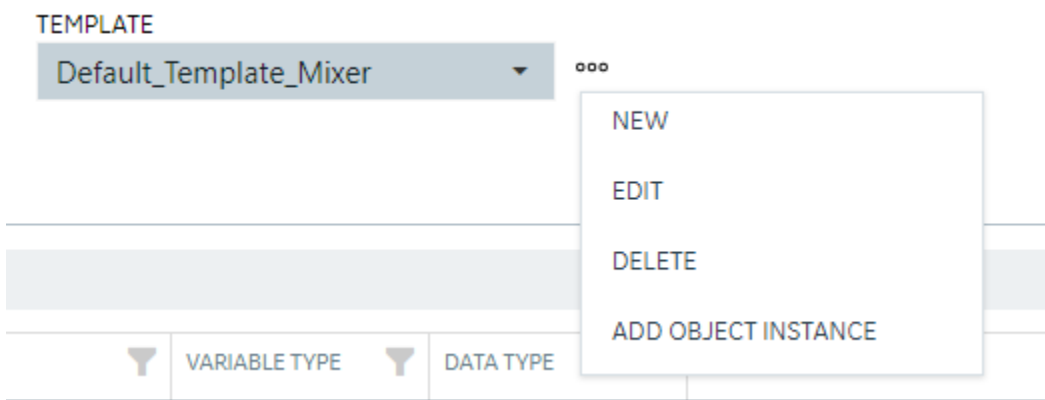 TEMPLATE
Default_Template_Mixer
NEW
EDIT
DELETE
ADD OBJECT INSTANCE
VARIABLE TYPE
DATA TYPE